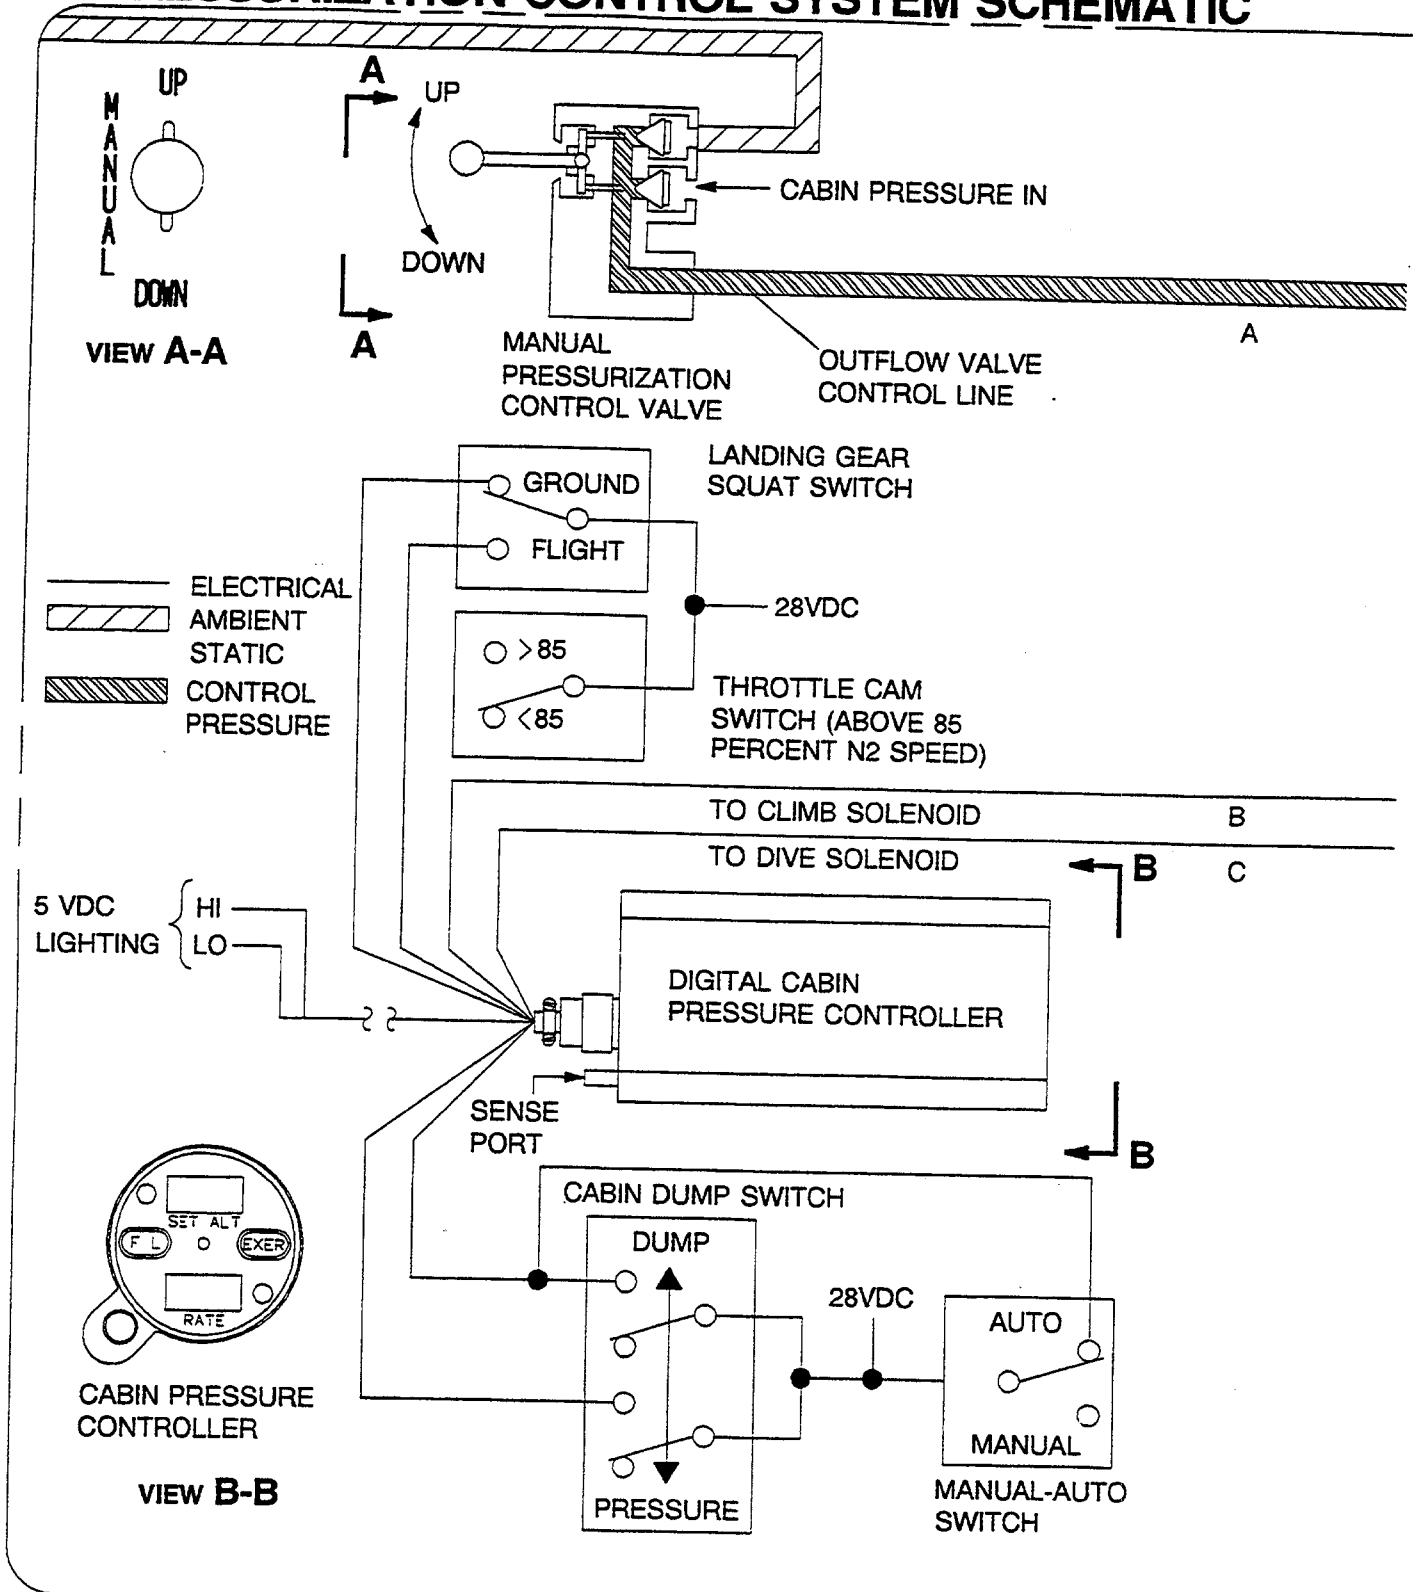 CONTROL SYSTEM SCHEMATIC
MANUAL
UP
DOWN
VIEW A-A
A
UP
DOWN
A
CABIN PRESSURE IN
MANUAL
PRESSURIZATION
CONTROL VALVE
OUTFLOW VALVE
CONTROL LINE
A
GROUND
FLIGHT
LANDING GEAR
SQUAT SWITCH
28VDC
ELECTRICAL
AMBIENT
STATIC
CONTROL
PRESSURE
>85
<85
THROTTLE CAM
SWITCH (ABOVE 85
PERCENT N2 SPEED)
TO CLIMB SOLENOID B
TO DIVE SOLENOID C
B
5 VDC
LIGHTING
HI
LO
DIGITAL CABIN
PRESSURE CONTROLLER
SENSE
PORT
B
SET ALT
F L
EXER
RATE
CABIN PRESSURE
CONTROLLER
VIEW B-B
CABIN DUMP SWITCH
DUMP
PRESSURE
28VDC
AUTO
MANUAL
MANUAL-AUTO
SWITCH